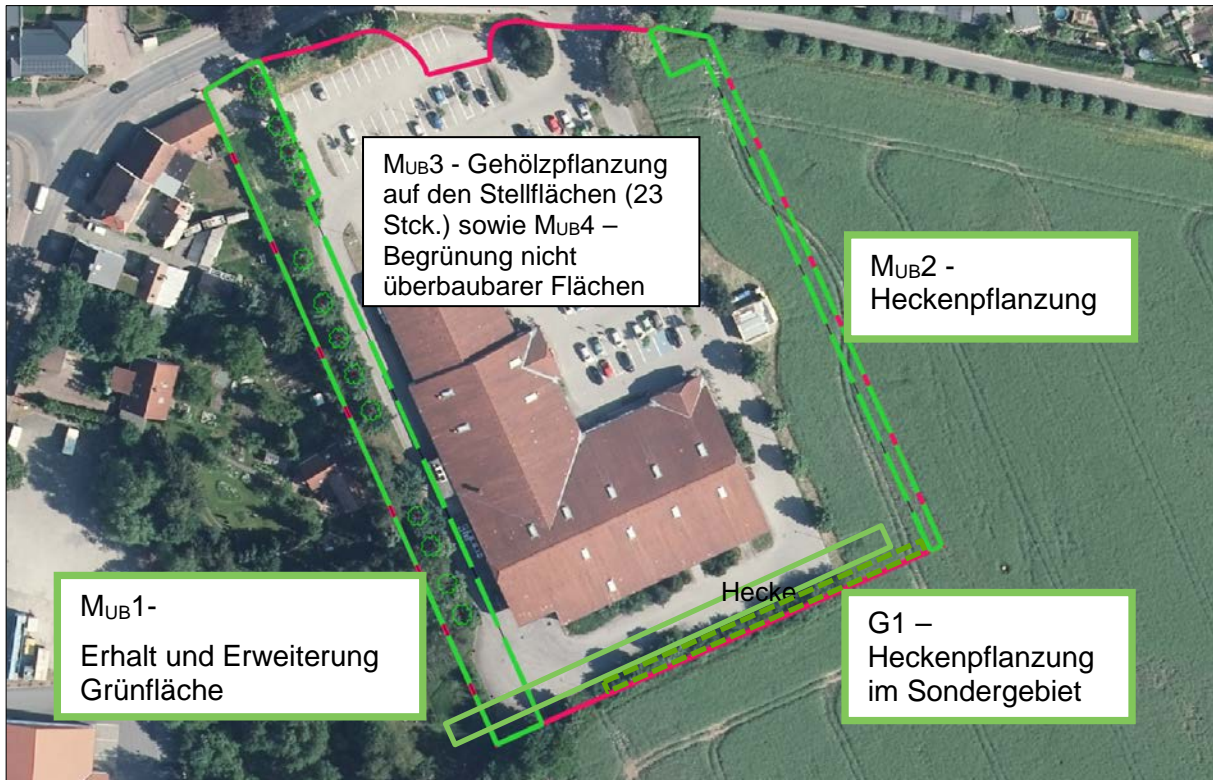 MUB3 - Gehölzpflanzung
auf den Stellflächen (23
Stck.) sowie MUB4 –
Begrünung nicht
überbaubarer Flächen
MUB2 -
Heckenpflanzung
Hecke
MUB1-
Erhalt und Erweiterung
Grünfläche
G1 –
Heckenpflanzung
im Sondergebiet